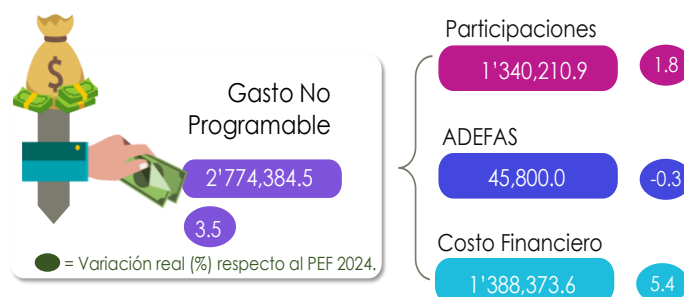 $
Gasto No
Programable
2’774,384.5
3.5
= Variación real (%) respecto al PEF 2024.
Participaciones
1’340,210.9
1.8
ADEFAS
45,800.0
-0.3
Costo Financiero
1’388,373.6
5.4